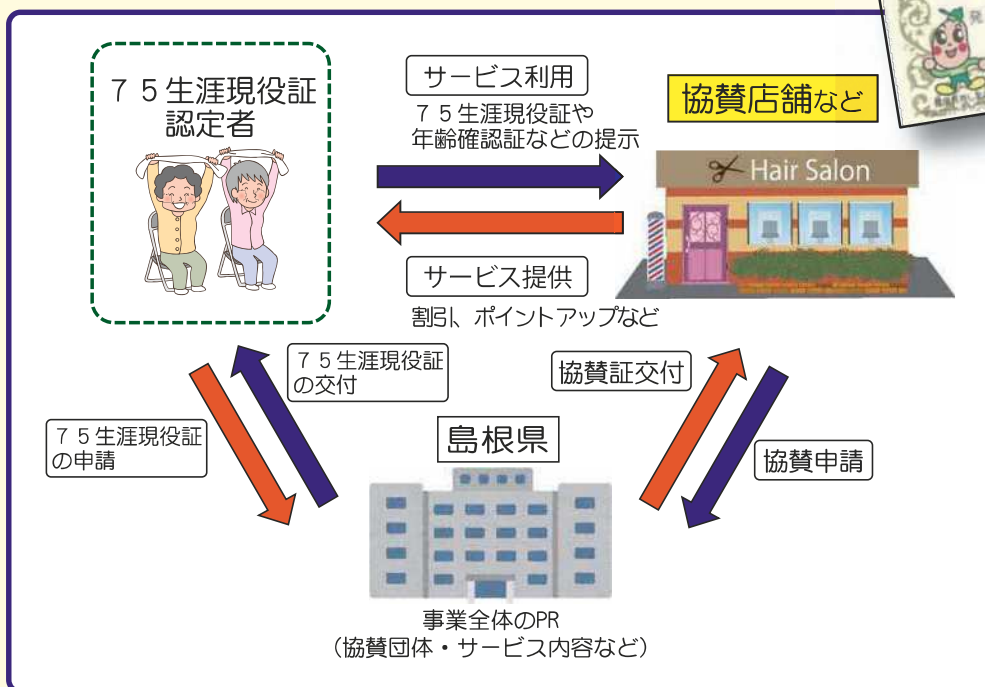 ７５生涯現役証
認定者
サービス利用
７５生涯現役証や
年齢確認証などの提示
協賛店舗など
発
Hair Salon
サービス提供
割引、ポイントアップなど
７５生涯現役証
の交付
協賛証交付
７５生涯現役証
の申請
島根県
協賛申請
事業全体のPR
（協賛団体・サービス内容など）